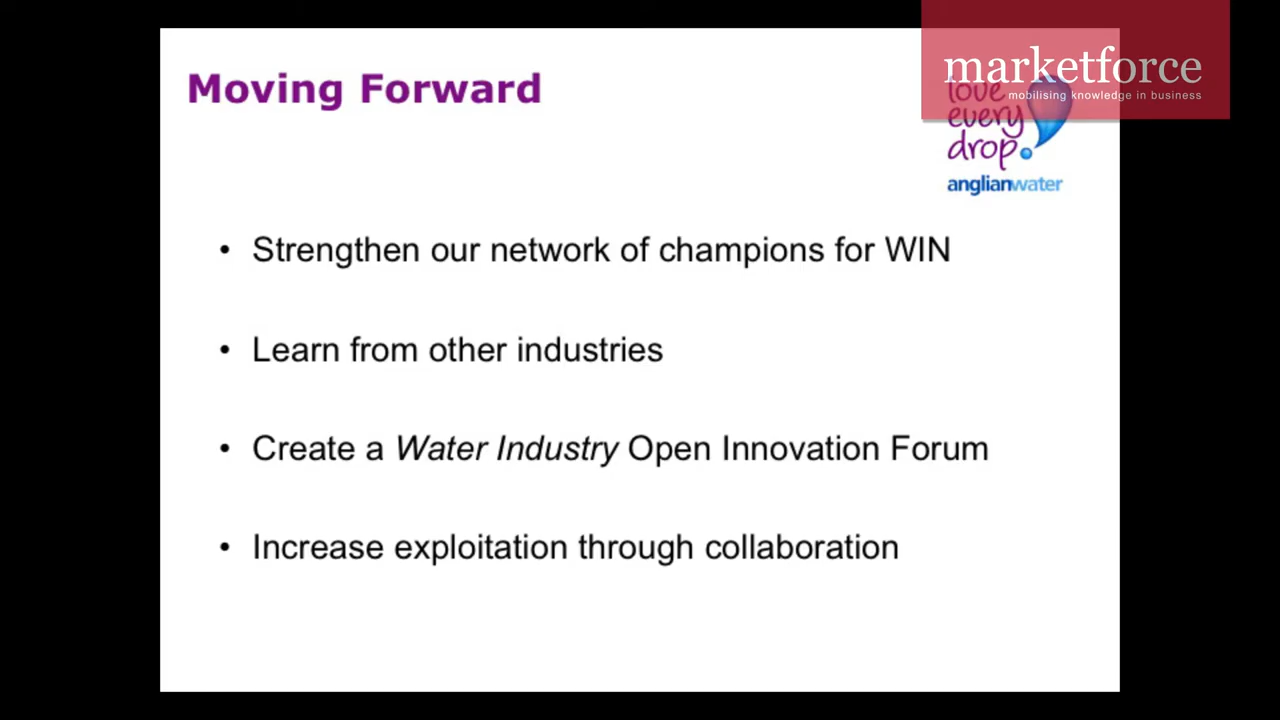 marketforce
mobilising knowledge in business
Moving Forward
love
every
drop.
anglianwater
• Strengthen our network of champions for WIN
• Learn from other industries
• Create a Water Industry Open Innovation Forum
• Increase exploitation through collaboration